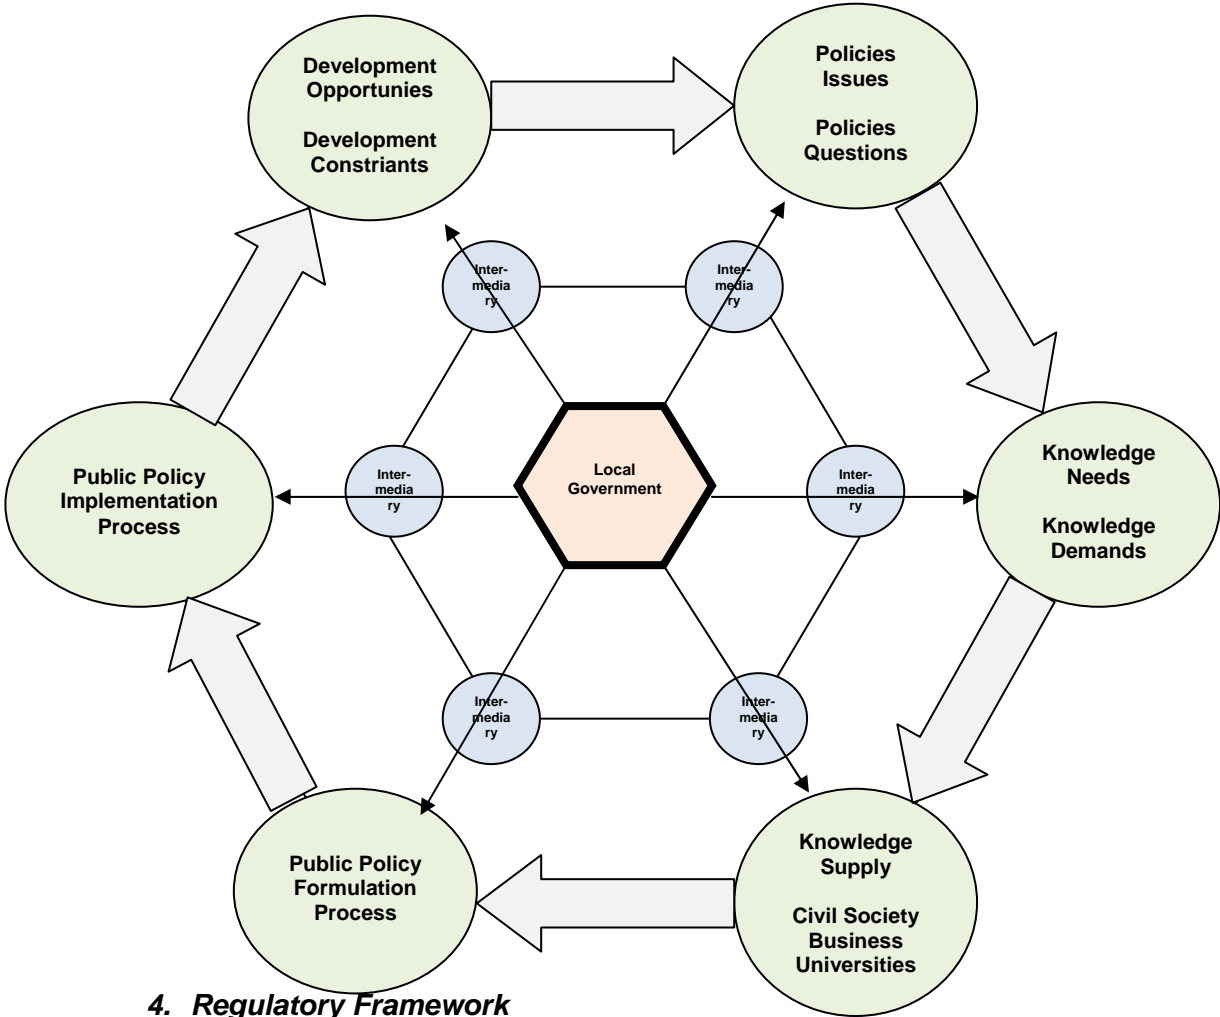 Development
Opportunies
Development
Constriants
Policies
Issues
Policies
Questions
Inter-
media
ry
Inter-
media
ry
Local
Government
Inter-
media
ry
Inter-
media
ry
Public Policy
Implementation
Process
Knowledge
Needs
Knowledge
Demands
Inter-
media
ry
Inter-
media
ry
Public Policy
Formulation
Process
Knowledge
Supply
Civil Society
Business
Universities
4. Regulatory Framework